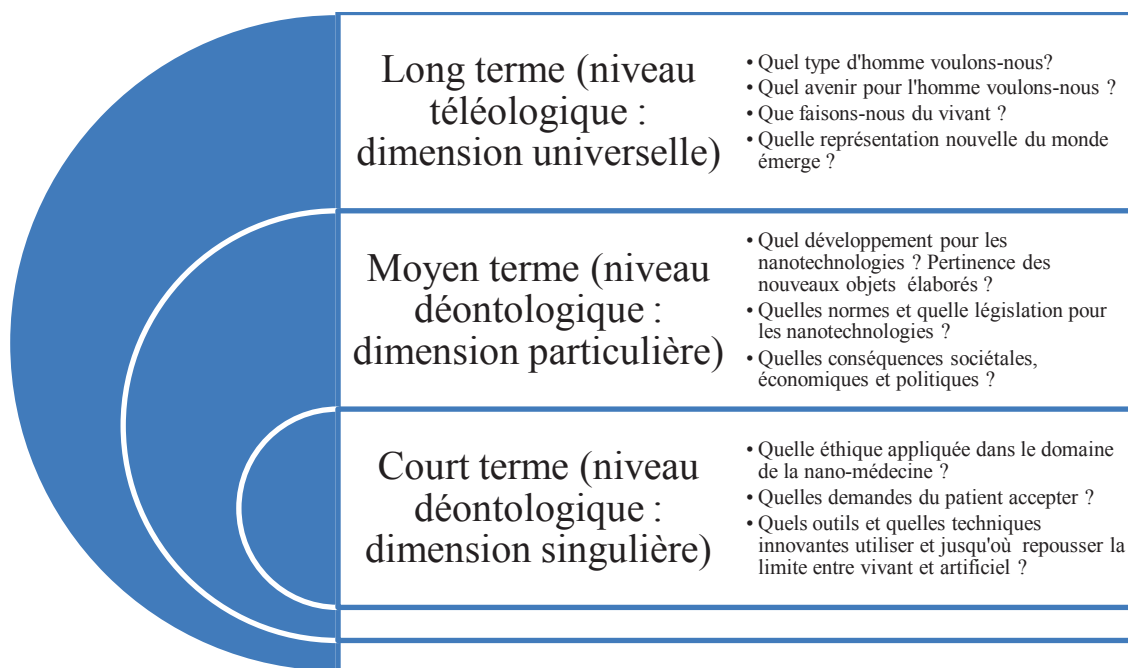 Long terme (niveau
téléologique :
dimension universelle)
• Quel type d'homme voulons-nous?
• Quel avenir pour l'homme voulons-nous ?
• Que faisons-nous du vivant ?
• Quelle représentation nouvelle du monde
émerge ?
Moyen terme (niveau
déontologique :
dimension particulière)
• Quel développement pour les
nanotechnologies ? Pertinence des
nouveaux objets élaborés ?
• Quelles normes et quelle législation pour
les nanotechnologies ?
• Quelles conséquences sociétales,
économiques et politiques ?
Court terme (niveau
déontologique :
dimension singulière)
• Quelle éthique appliquée dans le domaine
de la nano-médecine ?
• Quelles demandes du patient accepter ?
• Quels outils et quelles techniques
innovantes utiliser et jusqu'où repousser la
limite entre vivant et artificiel ?